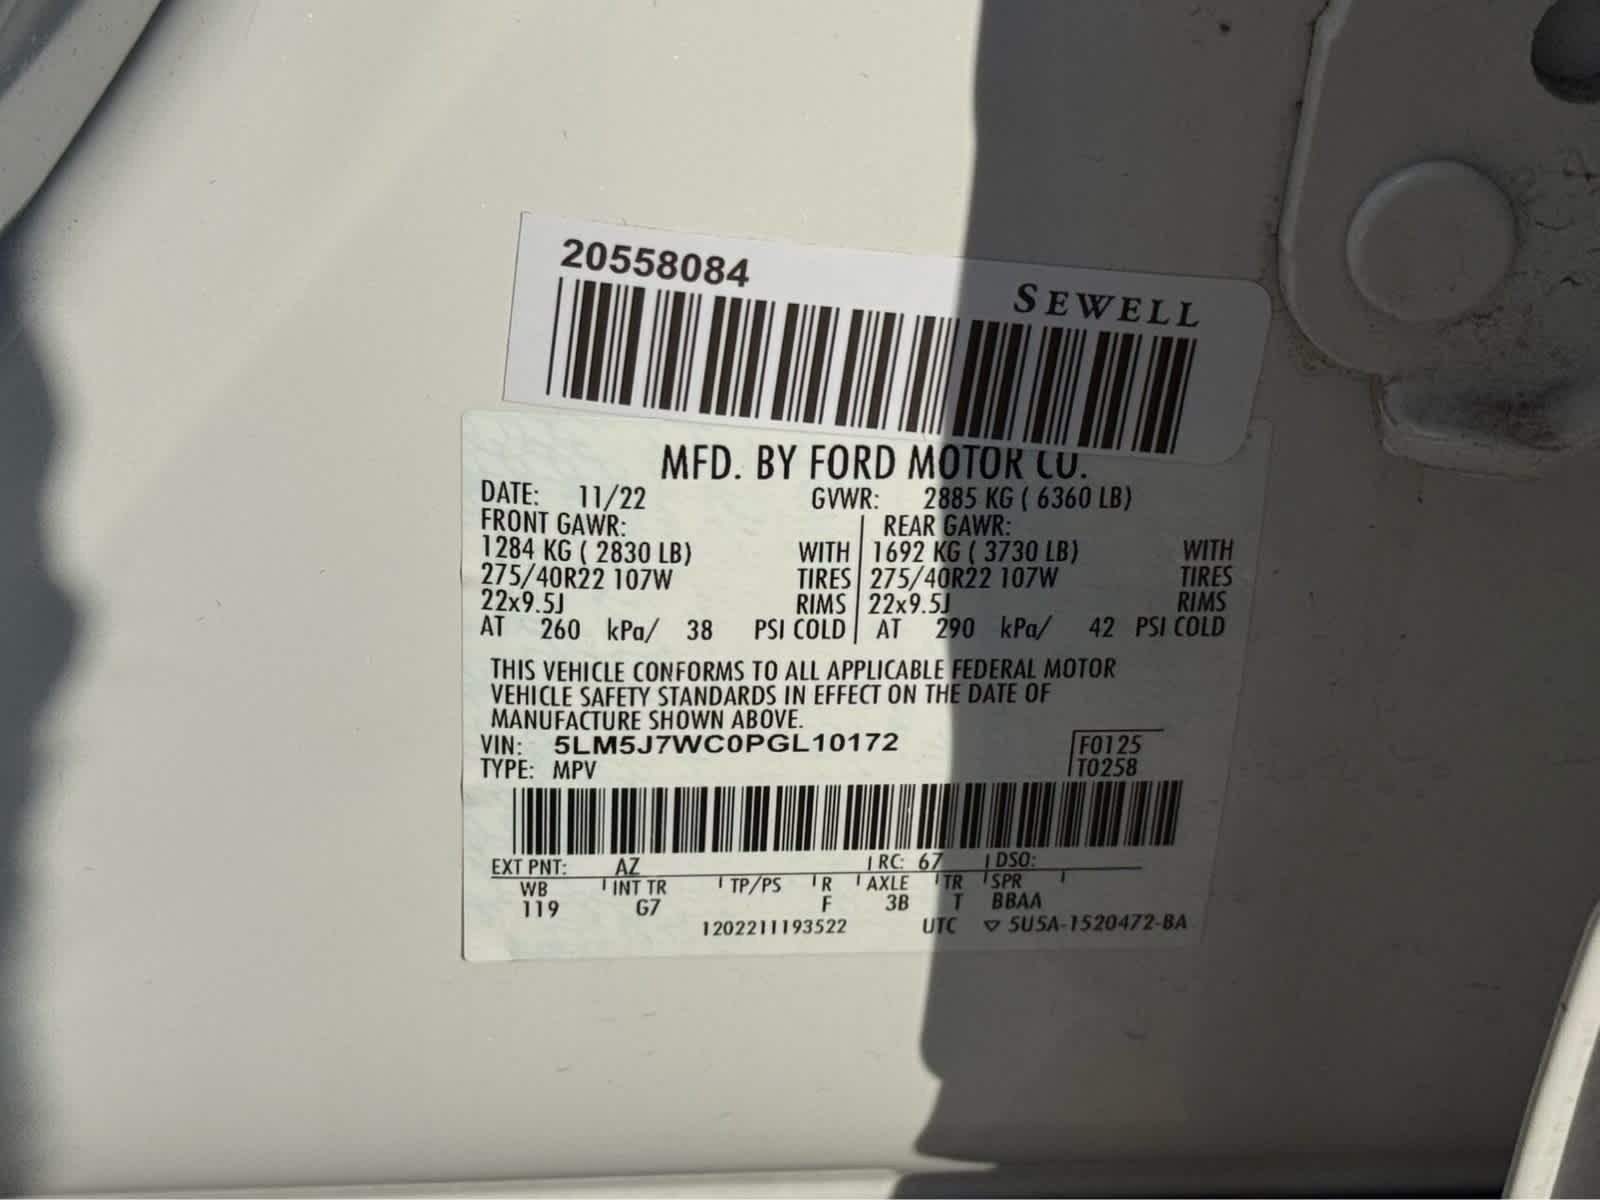 20558084
SEWELL
MFD. BY FORD MOTOR CO.
DATE: 11/22 GVWR: 2885 KG ( 6360 LB)
FRONT GAWR: REAR GAWR:
1284 KG ( 2830 LB) WITH 1692 KG ( 3730 LB) WITH
275/40R22 107W TIRES 275/40R22 107W TIRES
22x9.5J RIMS 22x9.5J RIMS
AT 260 kPa/ 38 PSI COLD AT 290 kPa/ 42 PSI COLD
THIS VEHICLE CONFORMS TO ALL APPLICABLE FEDERAL MOTOR
VEHICLE SAFETY STANDARDS IN EFFECT ON THE DATE OF
MANUFACTURE SHOWN ABOVE.
VIN: 5LM5J7WC0PGL10172 F0125
TYPE: MPV T0258
EXT PNT: AZ RC: 67 DSO:
WB INT TR TP/PS R AXLE TR SPR
119 G7 F 3B T BBAA
1202211193522 UTC ▽ 5U5A-1520472-BA